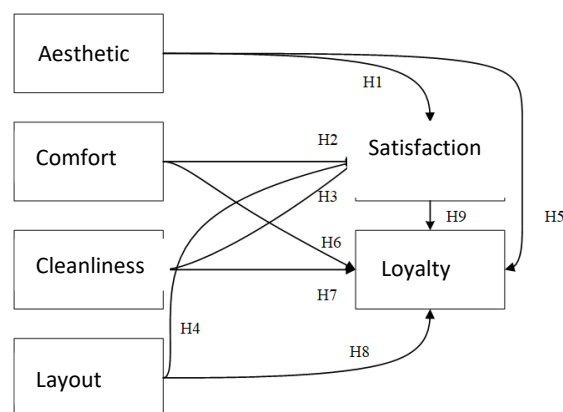 Aesthetic
H1
Comfort
H2
Satisfaction
H3
H9
H5
H6
Cleanliness
Loyalty
H7
H4
H8
Layout